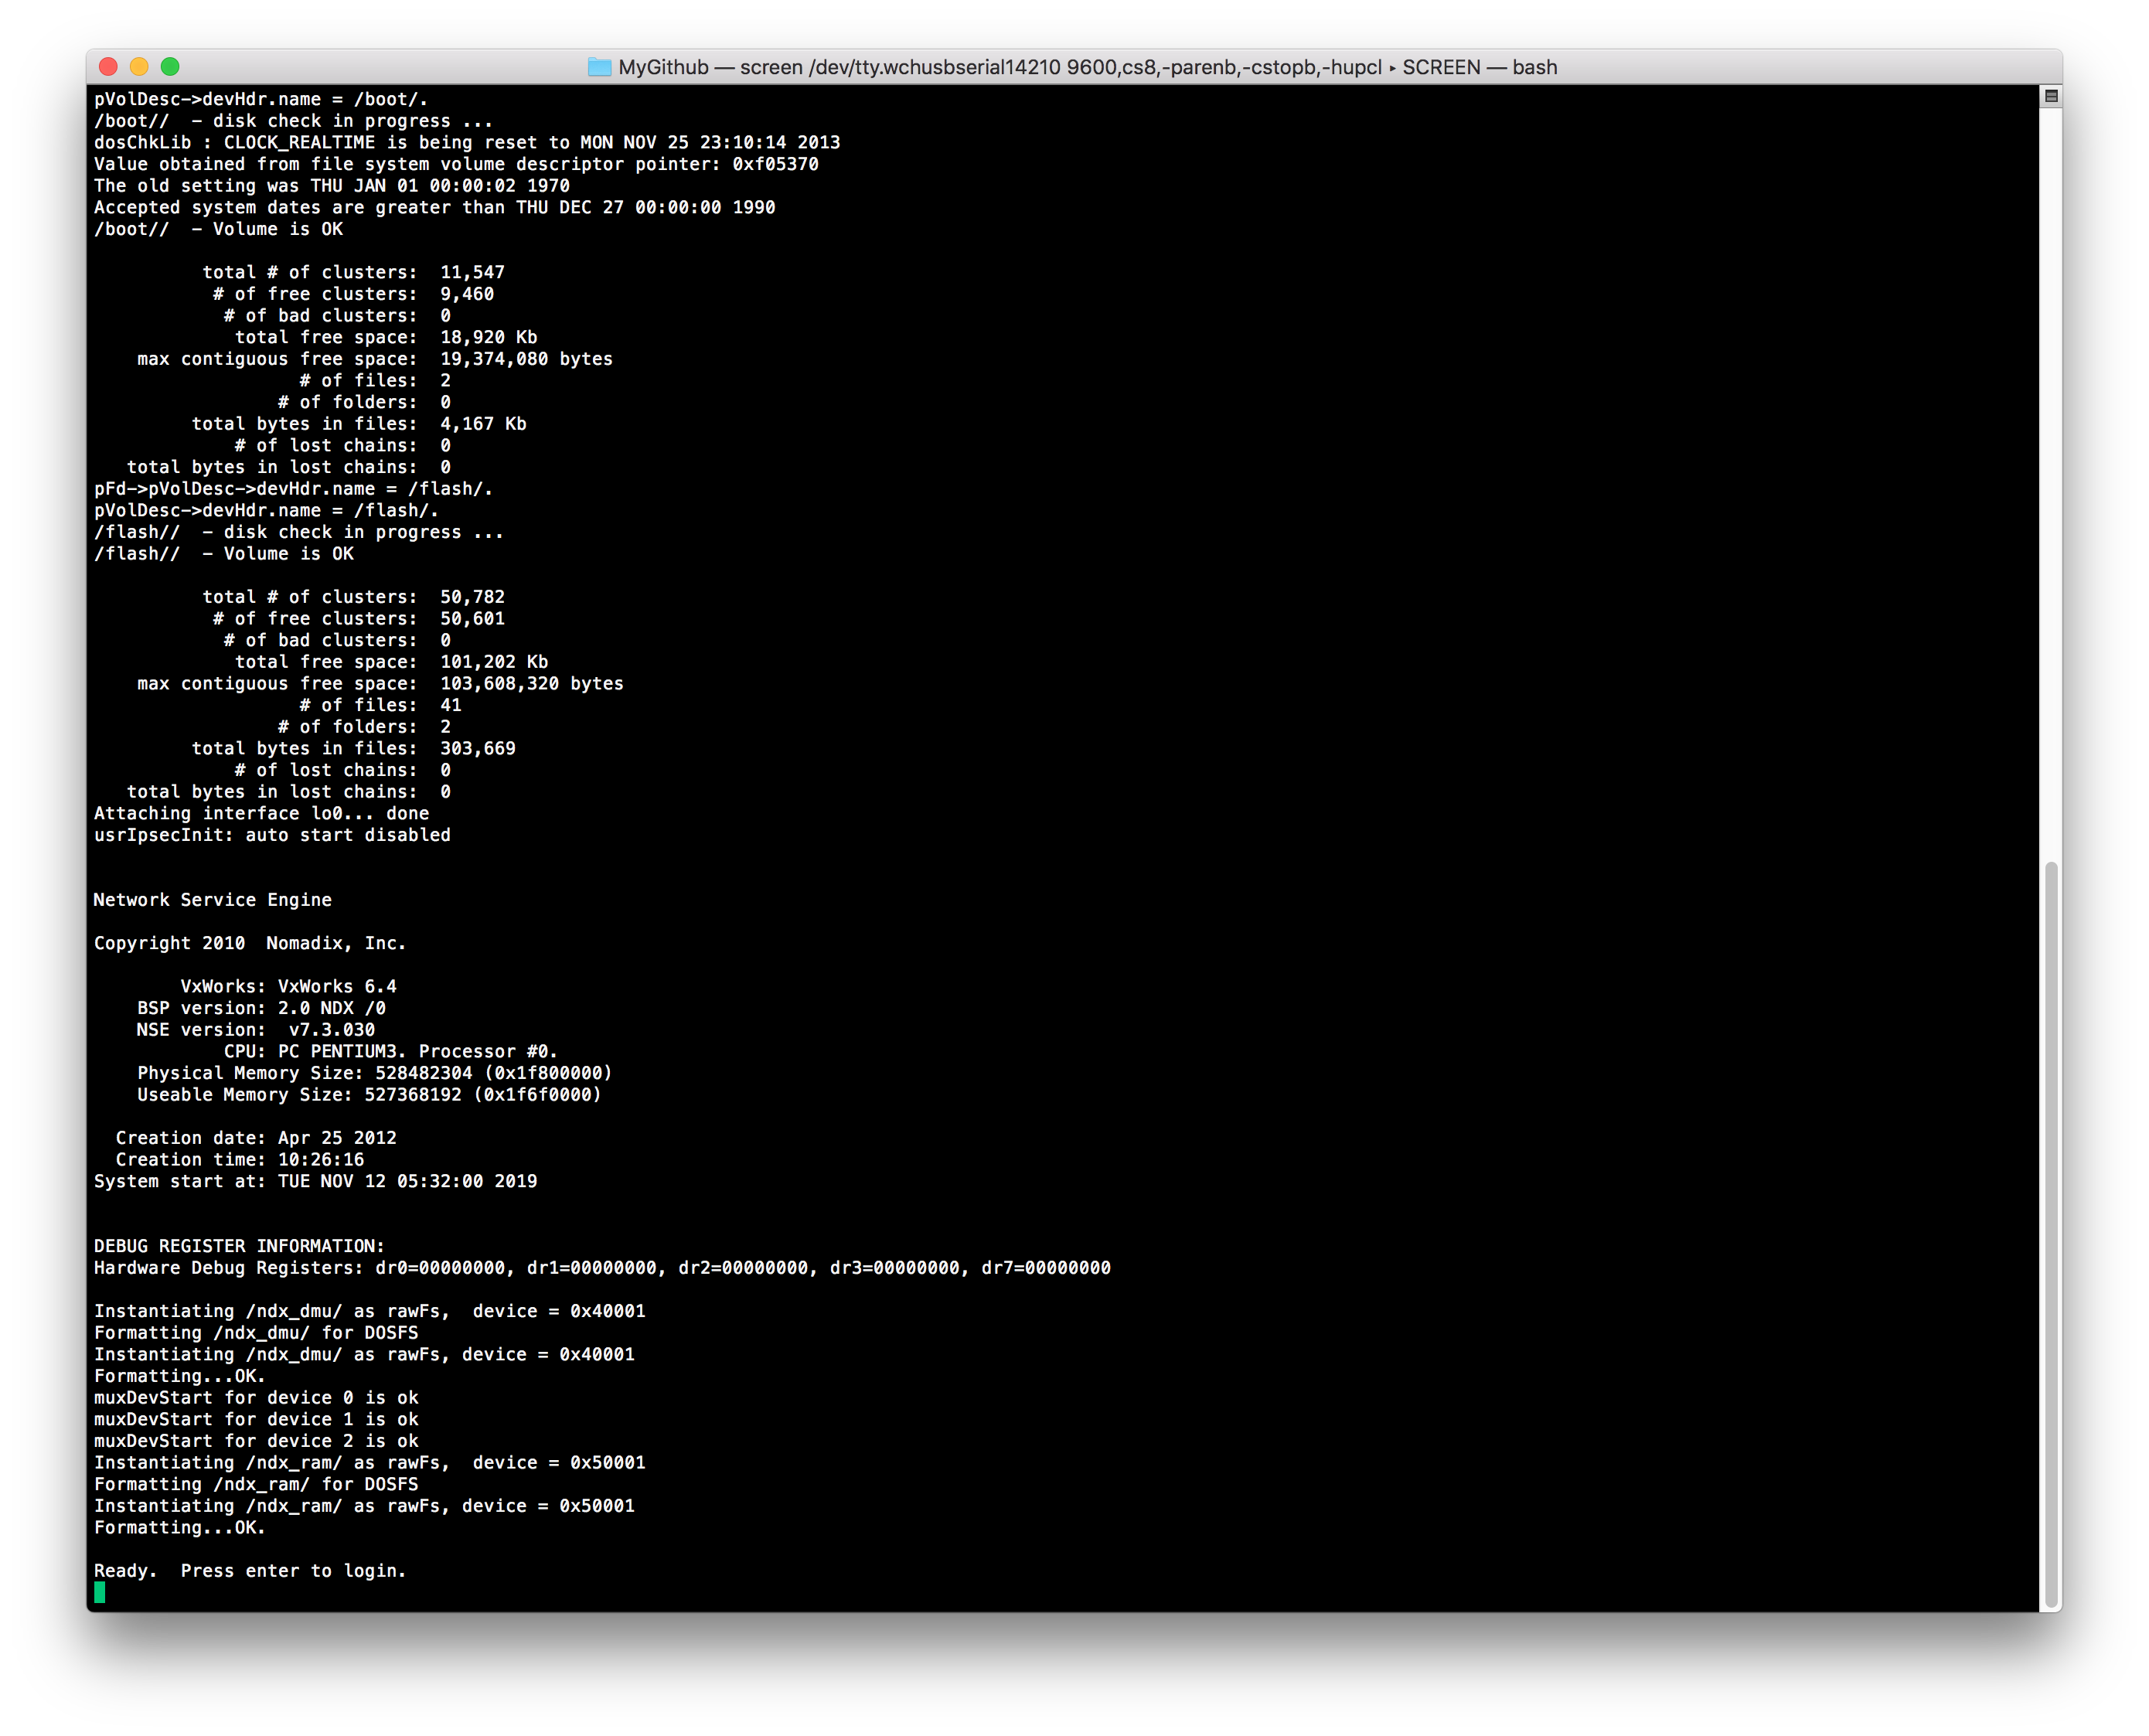 MyGithub — screen /dev/tty.wchusbserial14210 9600,cs8,-parenb,-cstopb,-hupcl ▸ SCREEN — bash
pVolDesc->devHdr.name = /boot/.
/boot//  - disk check in progress ...
dosChkLib : CLOCK_REALTIME is being reset to MON NOV 25 23:10:14 2013
Value obtained from file system volume descriptor pointer: 0xf05370
The old setting was THU JAN 01 00:00:02 1970
Accepted system dates are greater than THU DEC 27 00:00:00 1990
/boot//  - Volume is OK
total # of clusters:  11,547
# of free clusters:  9,460
# of bad clusters:  0
total free space:  18,920 Kb
max contiguous free space:  19,374,080 bytes
# of files:  2
# of folders:  0
total bytes in files:  4,167 Kb
# of lost chains:  0
total bytes in lost chains:  0
pFd->pVolDesc->devHdr.name = /flash/.
pVolDesc->devHdr.name = /flash/.
/flash//  - disk check in progress ...
/flash//  - Volume is OK
total # of clusters:  50,782
# of free clusters:  50,601
# of bad clusters:  0
total free space:  101,202 Kb
max contiguous free space:  103,608,320 bytes
# of files:  41
# of folders:  2
total bytes in files:  303,669
# of lost chains:  0
total bytes in lost chains:  0
Attaching interface lo0... done
usrIpsecInit: auto start disabled
Network Service Engine
Copyright 2010  Nomadix, Inc.
VxWorks: VxWorks 6.4
BSP version: 2.0 NDX /0
NSE version:  v7.3.030
CPU: PC PENTIUM3. Processor #0.
Physical Memory Size: 528482304 (0x1f800000)
Useable Memory Size: 527368192 (0x1f6f0000)
Creation date: Apr 25 2012
Creation time: 10:26:16
System start at: TUE NOV 12 05:32:00 2019
DEBUG REGISTER INFORMATION:
Hardware Debug Registers: dr0=00000000, dr1=00000000, dr2=00000000, dr3=00000000, dr7=00000000
Instantiating /ndx_dmu/ as rawFs,  device = 0x40001
Formatting /ndx_dmu/ for DOSFS
Instantiating /ndx_dmu/ as rawFs, device = 0x40001
Formatting...OK.
muxDevStart for device 0 is ok
muxDevStart for device 1 is ok
muxDevStart for device 2 is ok
Instantiating /ndx_ram/ as rawFs,  device = 0x50001
Formatting /ndx_ram/ for DOSFS
Instantiating /ndx_ram/ as rawFs, device = 0x50001
Formatting...OK.
Ready.  Press enter to login.